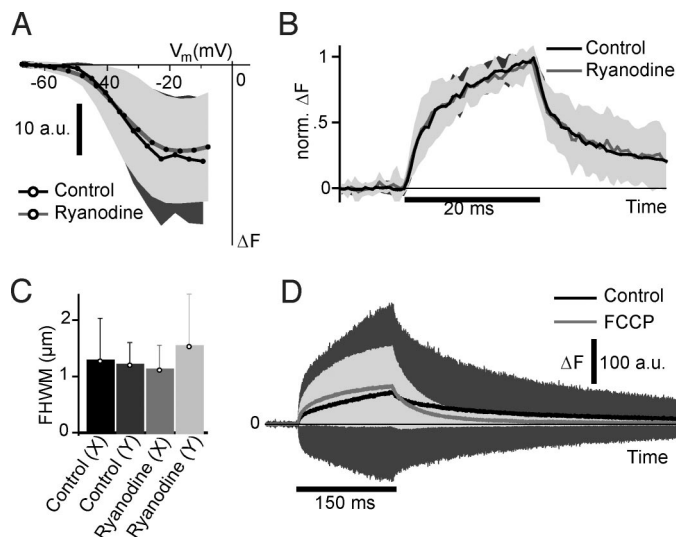 A
Vm(mV)
-60 -40 -20 0
10 a.u.
Control
Ryanodine
ΔF
B
Control
Ryanodine
norm. ΔF
1
.5
0
20 ms
Time
C
FHWM (μm)
2
1
0
Control (X)
Control (Y)
Ryanodine (X)
Ryanodine (Y)
D
Control
FCCP
ΔF
100 a.u.
0
Time
150 ms